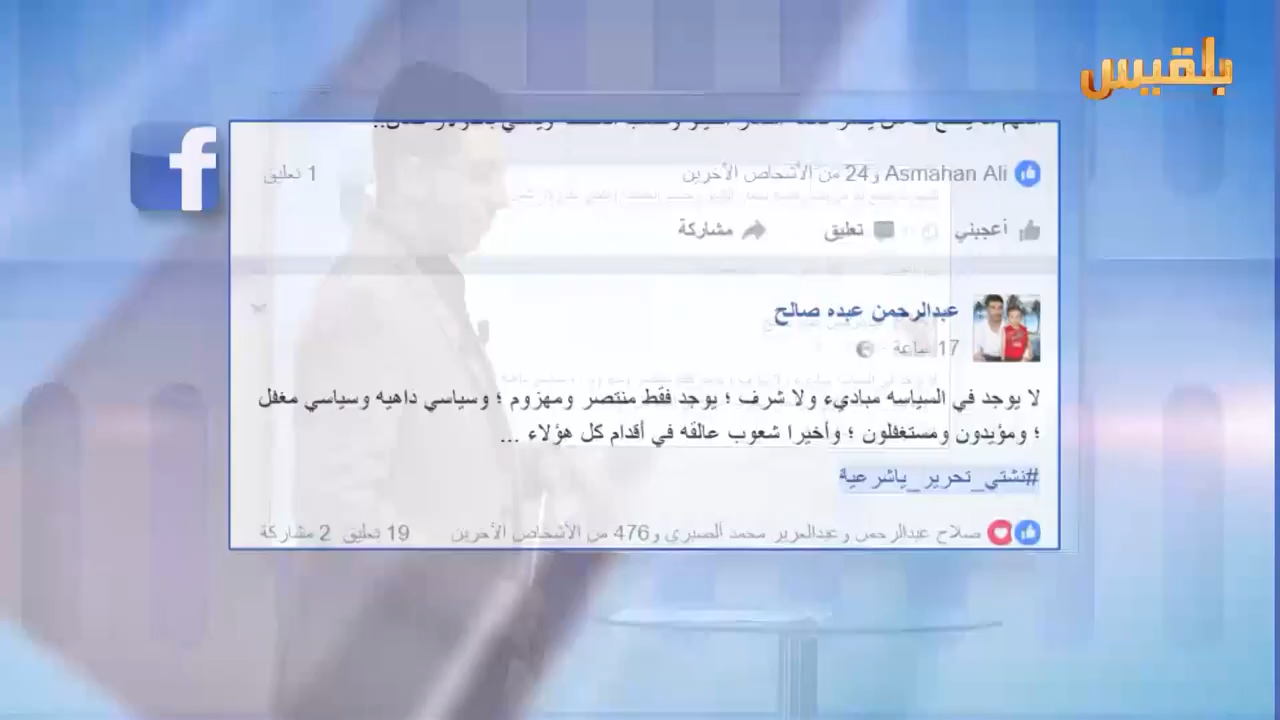 بلقيس
f
Asmahan Ali و24 من الأشخاص الآخرين
1 تعليق
أعجبني تعليق مشاركة
عبدالرحمن عبده صالح
17 ساعة
لا يوجد في السياسه مباديء ولا شرف ؛ يوجد فقط منتصر ومهزوم ؛ وسياسي داهيه وسياسي مغفل
؛ ومؤيدون ومستغفلون ؛ وأخيرا شعوب عالقه في أقدام كل هؤلاء ...
#نشتي_تحرير_ياشرعية
صلاح عبدالرحمن وعبدالعزيز محمد الصبري و476 من الأشخاص الآخرين
19 تعليق 2 مشاركة